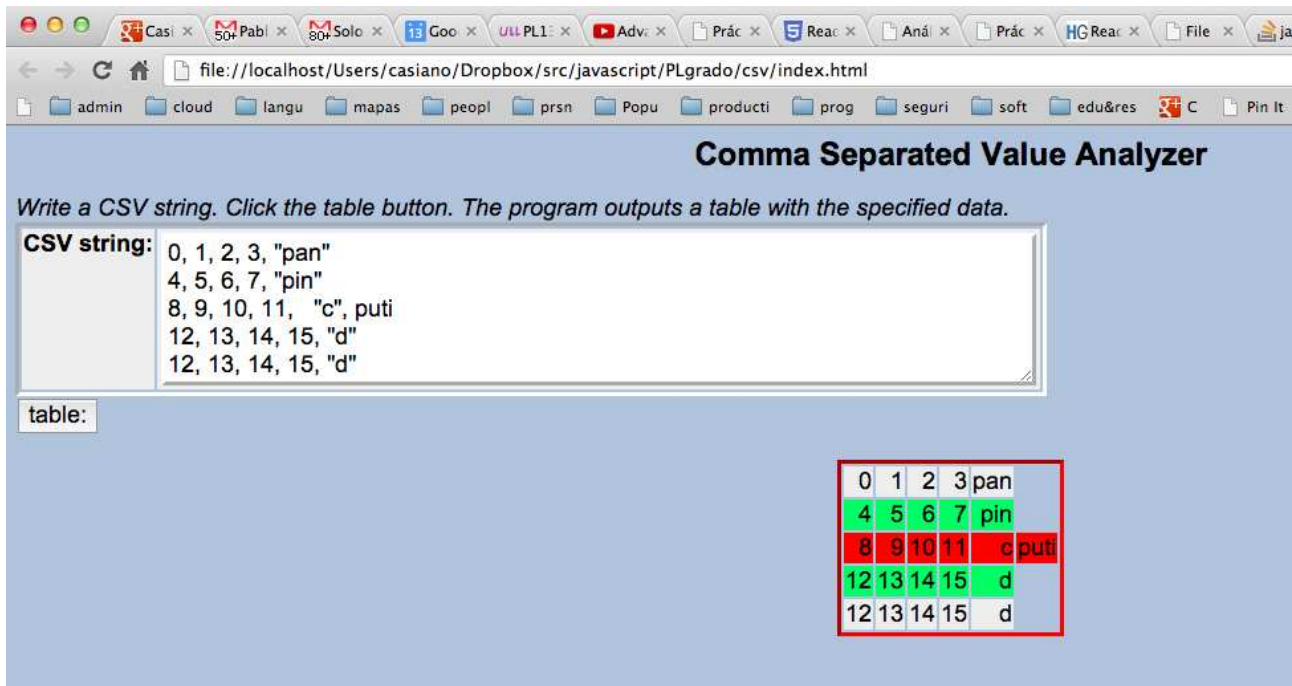 Casi 50+ Pabl 80+ Solo 13 Goo ULL PL1 Adv Prác Reac Anál Prác HG Reac File ja
file://localhost/Users/casiano/Dropbox/src/javascript/PLgrado/csv/index.html
admin cloud langu mapas peopl prsn Popu producti prog seguri soft edu&res C Pin It
Comma Separated Value Analyzer
Write a CSV string. Click the table button. The program outputs a table with the specified data.
CSV string:
0, 1, 2, 3, "pan"
4, 5, 6, 7, "pin"
8, 9, 10, 11, "c", puti
12, 13, 14, 15, "d"
12, 13, 14, 15, "d"
table:
0 1 2 3 pan
4 5 6 7 pin
8 9 10 11 c puti
12 13 14 15 d
12 13 14 15 d